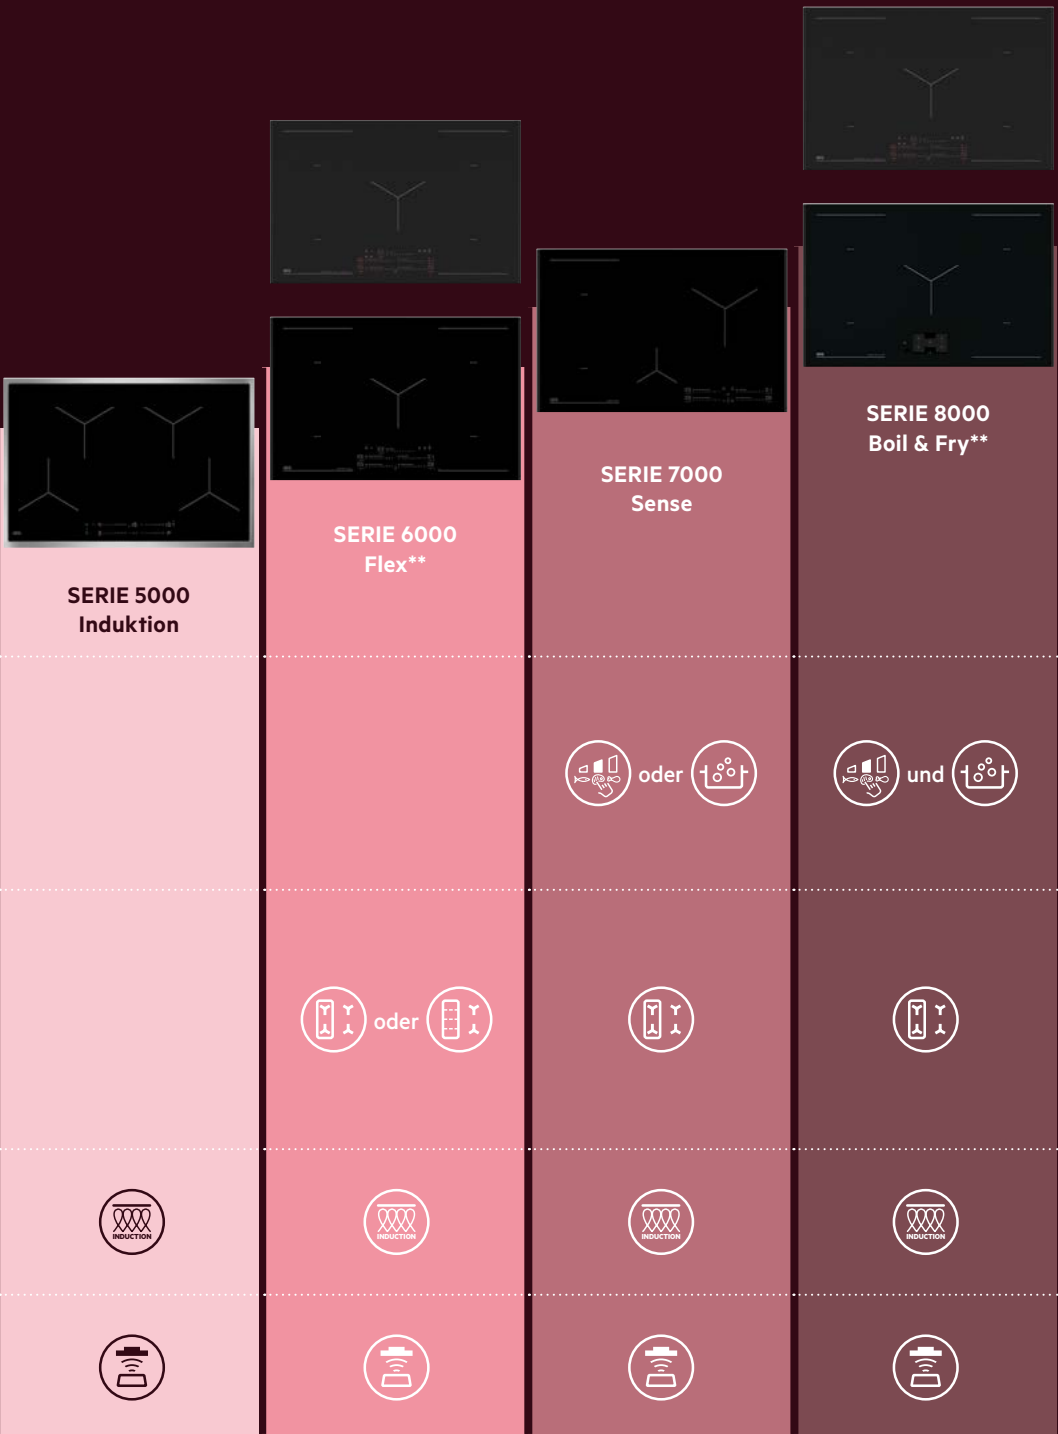 SERIE 8000
Boil & Fry**
SERIE 7000
Sense
SERIE 6000
Flex**
SERIE 5000
Induktion
oder
und
oder
INDUCTION
INDUCTION
INDUCTION
INDUCTION